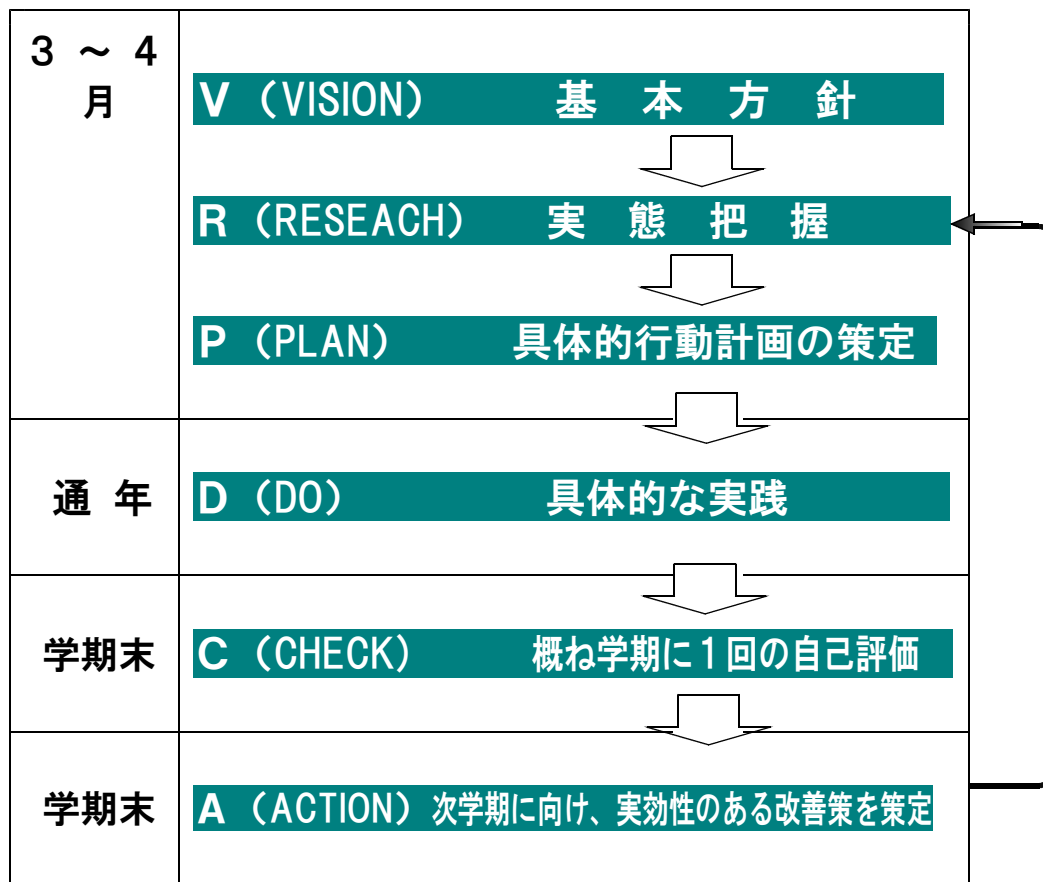 ３ ～ ４
月
V （VISION） 基 本 方 針
R （RESEACH） 実 態 把 握
P （PLAN） 具体的行動計画の策定
通 年
D （DO） 具体的な実践
学期末
C （CHECK） 概ね学期に１回の自己評価
学期末
A （ACTION） 次学期に向け、実効性のある改善策を策定